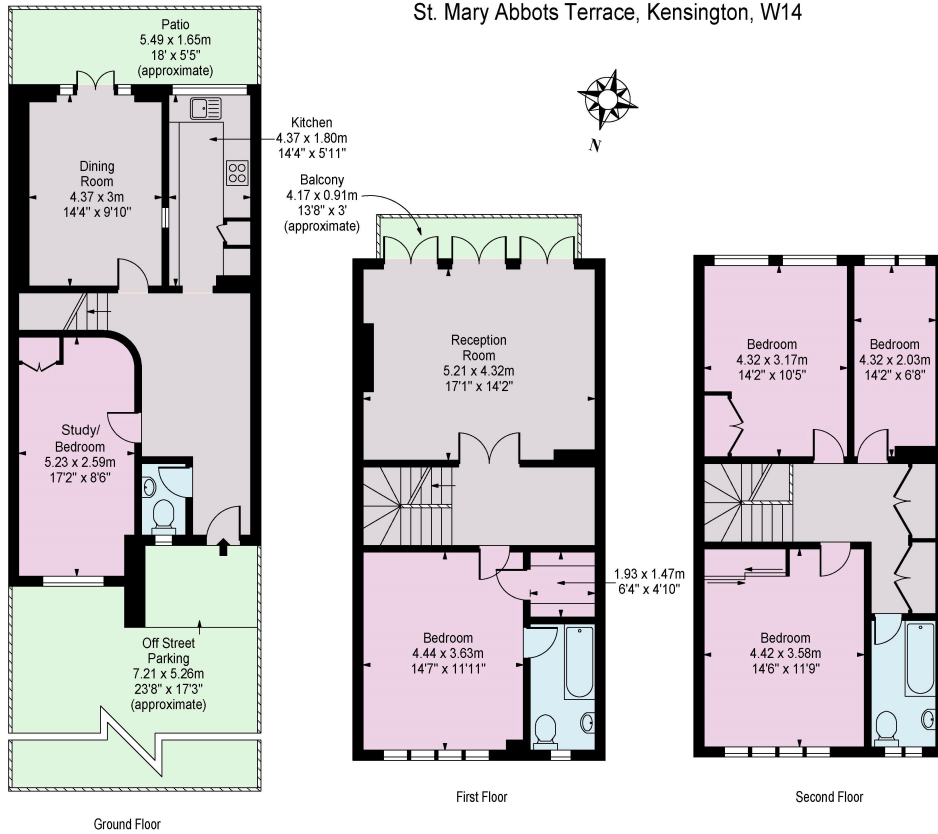 St. Mary Abbots Terrace, Kensington, W14
Patio
5.49 x 1.65m
18' x 5'5"
(approximate)
Kitchen
4.37 x 1.80m
14'4" x 5'11"
Dining
Room
4.37 x 3m
14'4" x 9'10"
N
Balcony
4.17 x 0.91m
13'8" x 3'
(approximate)
Study/
Bedroom
5.23 x 2.59m
17'2" x 8'6"
Off Street
Parking
7.21 x 5.26m
23'8" x 17'3"
(approximate)
Ground Floor
Reception
Room
5.21 x 4.32m
17'1" x 14'2"
1.93 x 1.47m
6'4" x 4'10"
Bedroom
4.44 x 3.63m
14'7" x 11'11"
First Floor
Bedroom
4.32 x 3.17m
14'2" x 10'5"
Bedroom
4.32 x 2.03m
14'2" x 6'8"
Bedroom
4.42 x 3.58m
14'6" x 11'9"
Second Floor